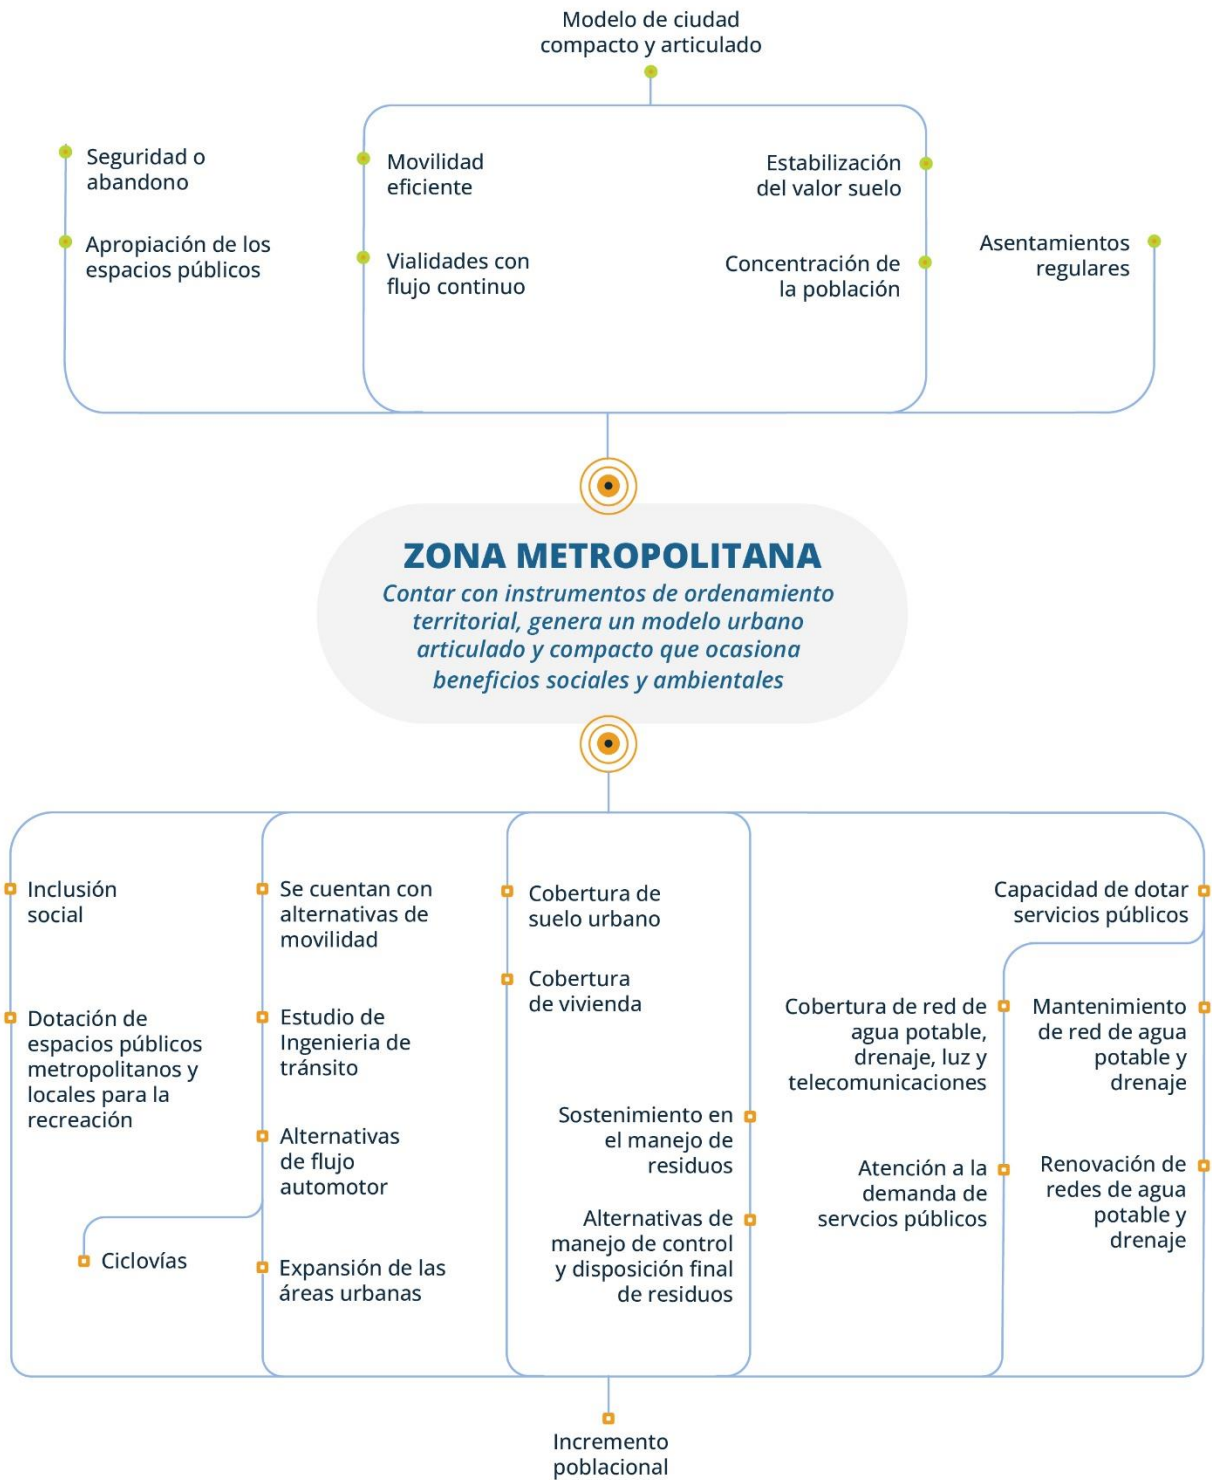 Modelo de ciudad
compacto y articulado
Seguridad o
abandono
Apropiación de los
espacios públicos
Movilidad
eficiente
Vialidades con
flujo continuo
Estabilización
del valor suelo
Concentración de
la población
Asentamientos
regulares
ZONA METROPOLITANA
Contar con instrumentos de ordenamiento
territorial, genera un modelo urbano
articulado y compacto que ocasiona
beneficios sociales y ambientales
Inclusión
social
Dotación de
espacios públicos
metropolitanos y
locales para la
recreación
Se cuentan con
alternativas de
movilidad
Estudio de
Ingenieria de
tránsito
Alternativas
de flujo
automotor
Ciclovías
Expansión de las
áreas urbanas
Cobertura de
suelo urbano
Cobertura
de vivienda
Sostenimiento en
el manejo de
residuos
Alternativas de
manejo de control
y disposición final
de residuos
Capacidad de dotar
servicios públicos
Cobertura de red de
agua potable,
drenaje, luz y
telecomunicaciones
Atención a la
demanda de
servcios públicos
Mantenimiento
de red de agua
potable y
drenaje
Renovación de
redes de agua
potable y
drenaje
Incremento
poblacional